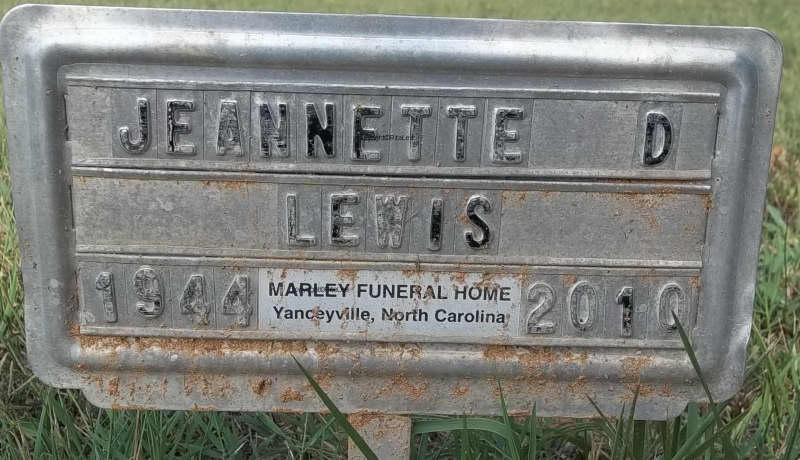 JEANNETTE D
LEWIS
1944 MARLEY FUNERAL HOME 2010
Yanceyville, North Carolina